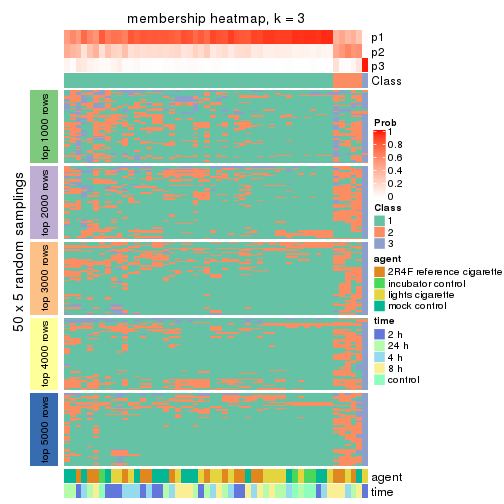 membership heatmap, k = 3
p1
p2
p3
Class
50 x 5 random samplings
top 1000 rows
top 2000 rows
top 3000 rows
top 4000 rows
top 5000 rows
agent
time
Prob
1
0.8
0.6
0.4
0.2
0
Class
1
2
3
agent
2R4F reference cigarette
incubator control
lights cigarette
mock control
time
2 h
24 h
4 h
8 h
control